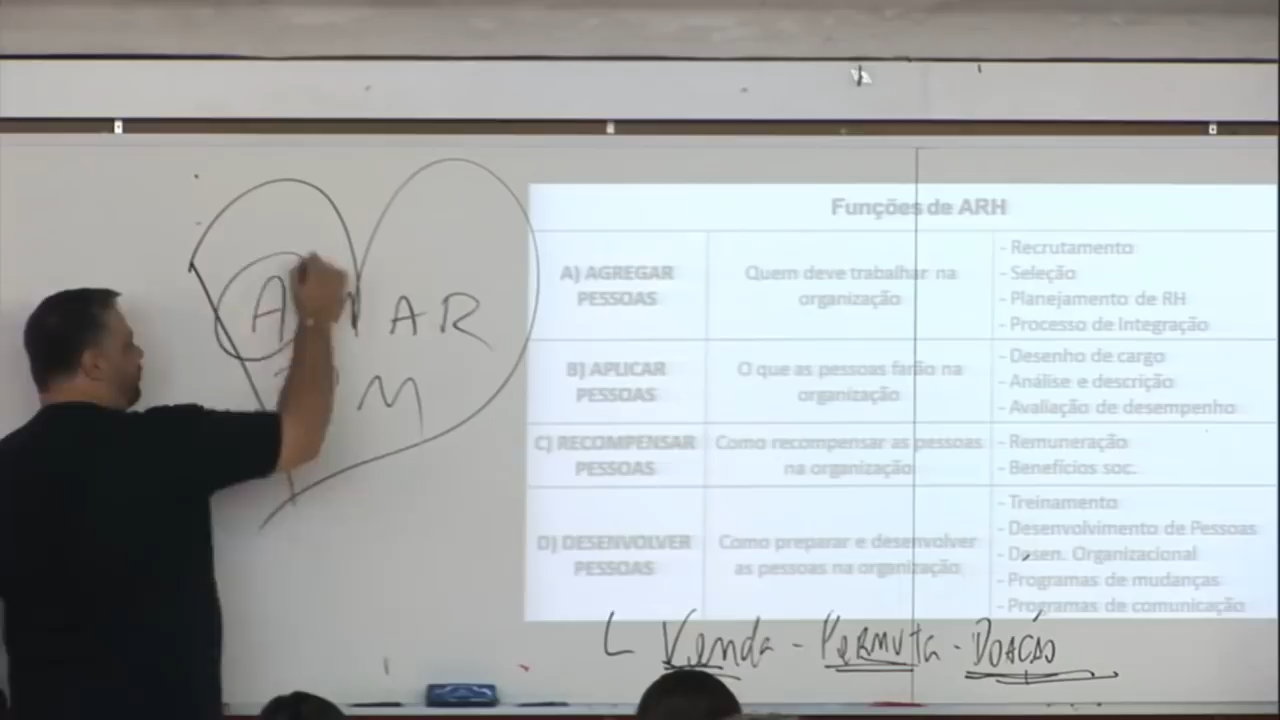 A AR
M
Funções de ARH
A) AGREGAR PESSOAS
Quem deve trabalhar na organização
- Recrutamento
- Seleção
- Planejamento de RH
- Processo de Integração
B) APLICAR PESSOAS
O que as pessoas farão na organização
- Desenho de cargo
- Análise e descrição
- Avaliação de desempenho
C) RECOMPENSAR PESSOAS
Como recompensar as pessoas na organização
- Remuneração
- Benefícios soc.
D) DESENVOLVER PESSOAS
Como preparar e desenvolver as pessoas na organização
- Treinamento
- Desenvolvimento de Pessoas
- Desen. Organizacional
- Programas de mudanças
- Programas de comunicação
L Venda - PERMUTA - DOAÇÃO